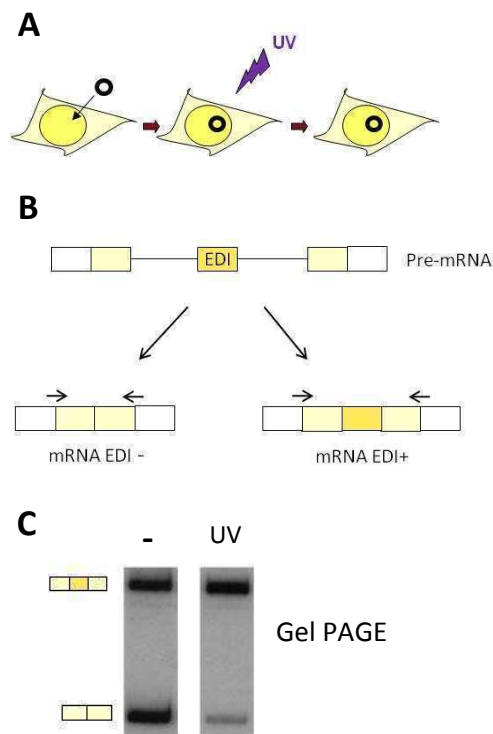 A
UV
B
EDI
Pre-mRNA
mRNA EDI -
mRNA EDI+
C
-
UV
Gel PAGE